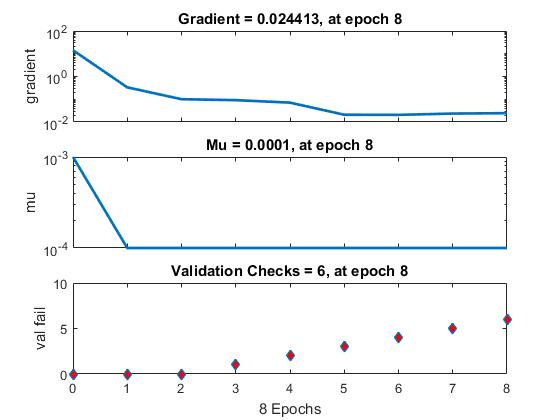 Gradient = 0.024413, at epoch 8
10^2
10^0
10^-2
gradient
Mu = 0.0001, at epoch 8
10^-3
10^-4
mu
Validation Checks = 6, at epoch 8
10
5
0
val fail
0 1 2 3 4 5 6 7 8
8 Epochs